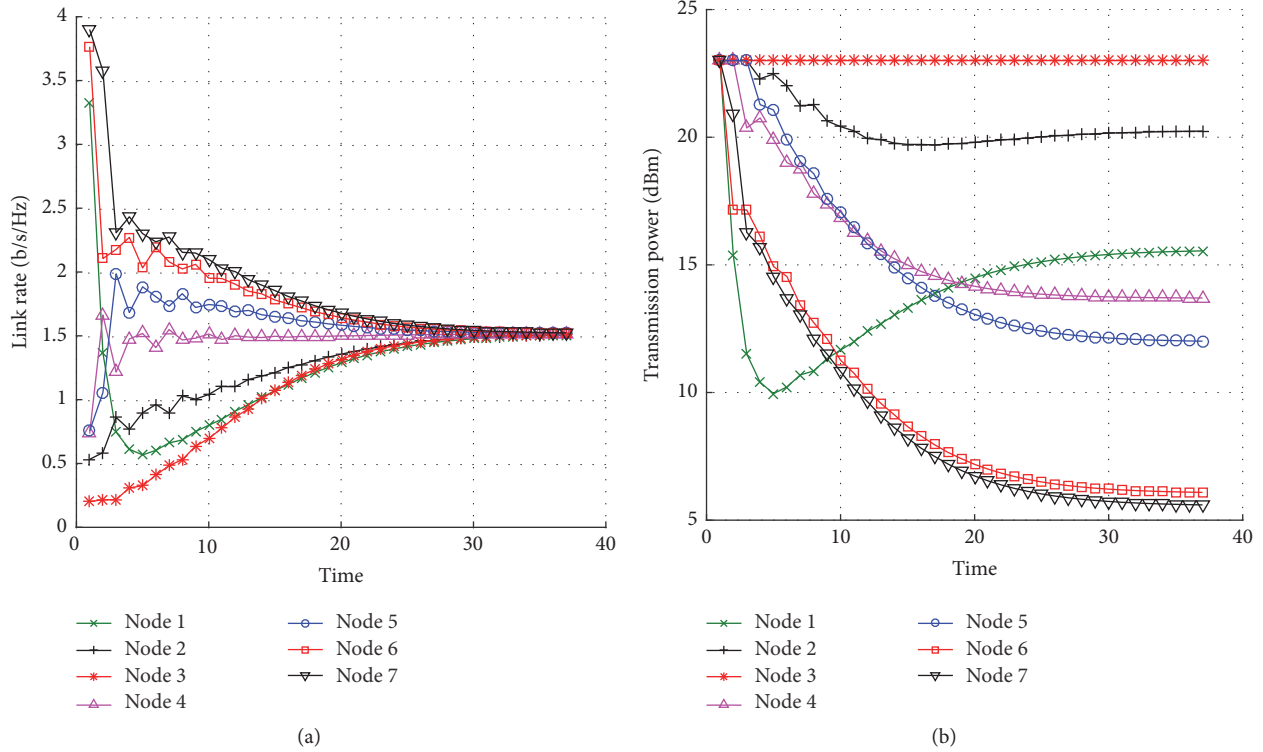 4
3.5
3
2.5
2
1.5
1
0.5
0
0
10
20
30
40
Link rate (b/s/Hz)
Time
Node 1
Node 2
Node 3
Node 4
Node 5
Node 6
Node 7
(a)
25
20
15
10
5
0
10
20
30
40
Transmission power (dBm)
Time
Node 1
Node 2
Node 3
Node 4
Node 5
Node 6
Node 7
(b)